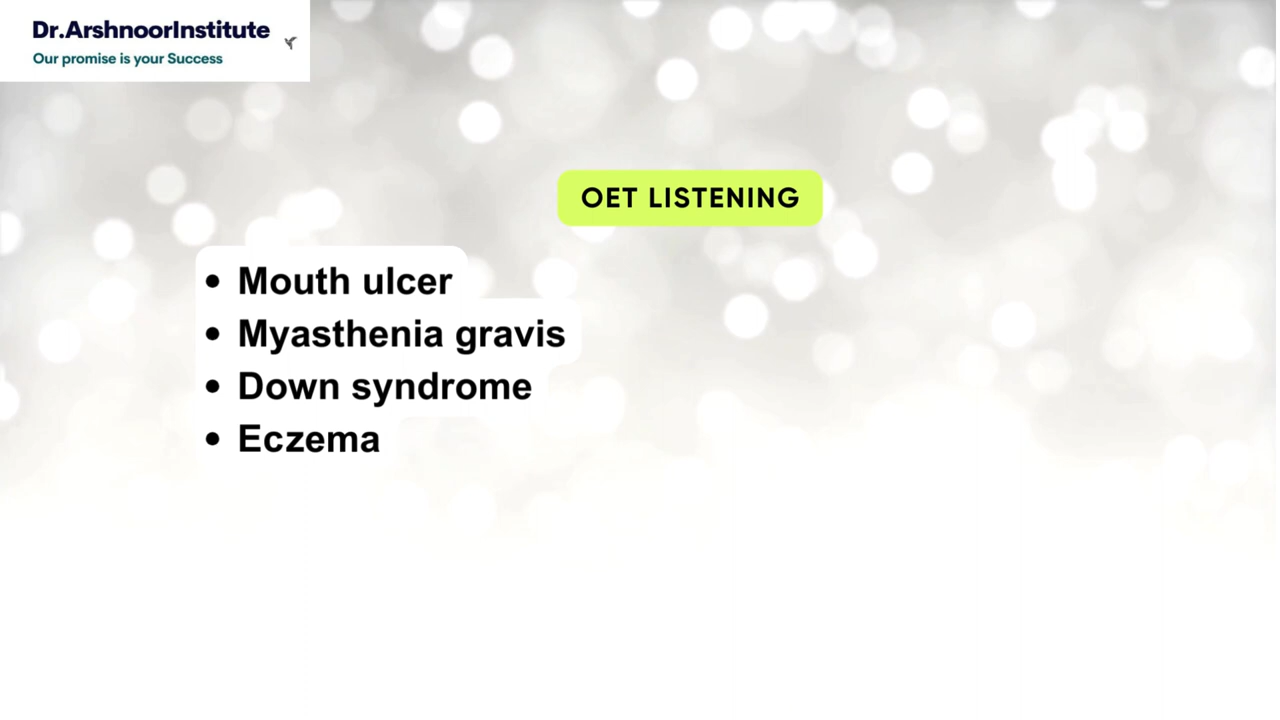 Dr.ArshnoorInstitute
Our promise is your Success
OET LISTENING
• Mouth ulcer
• Myasthenia gravis
• Down syndrome
• Eczema